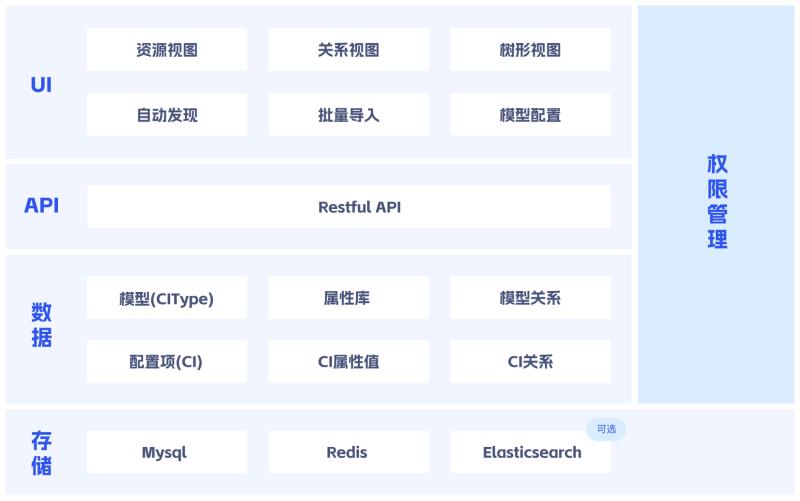 UI
资源视图
关系视图
树形视图
自动发现
批量导入
模型配置
API
Restful API
数据
模型(CIType)
属性库
模型关系
配置项(CI)
CI属性值
CI关系
权限管理
存储
Mysql
Redis
Elasticsearch
可选